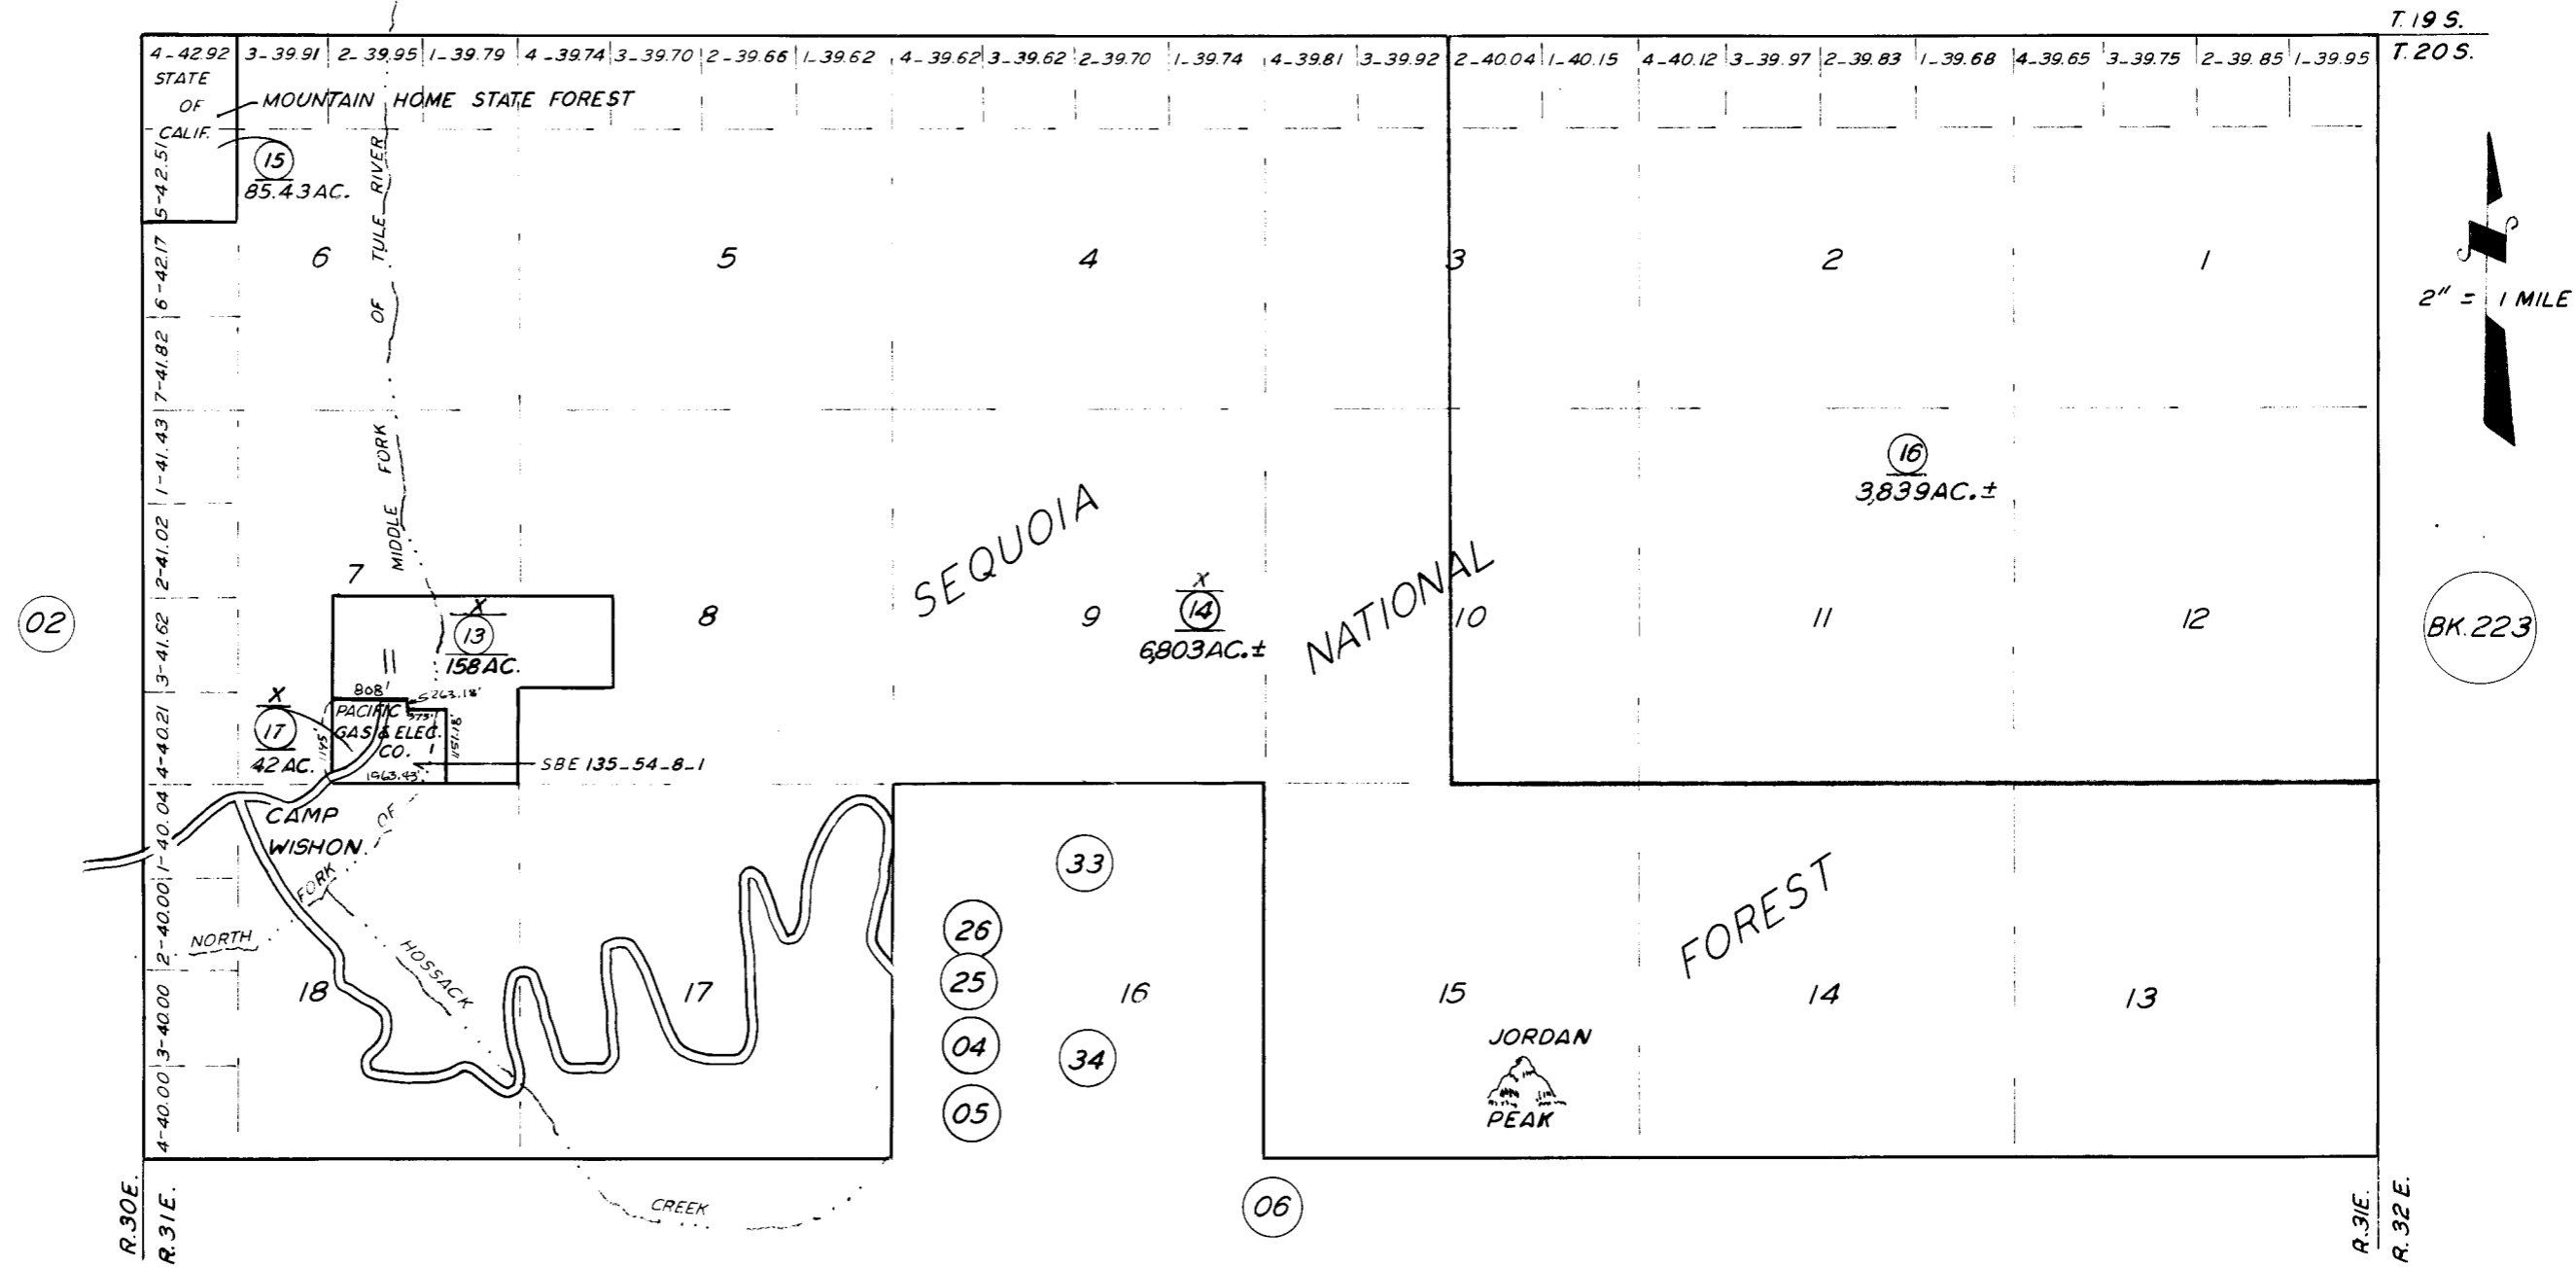 T. 19 S.
T. 20 S.
4-42.92 3-39.91 2-39.95 1-39.79 4-39.74 3-39.70 2-39.66 1-39.62 4-39.62 3-39.62 2-39.70 1-39.74 4-39.81 3-39.92 2-40.04 1-40.15 4-40.12 3-39.97 2-39.83 1-39.68 4-39.65 3-39.75 2-39.85 1-39.95
STATE
OF
CALIF.
MOUNTAIN HOME STATE FOREST
15
85.43 AC.
5-42.51
6-42.17
7-41.82
1-41.43
2-41.02
3-41.62
4-40.21
1-40.04
2-40.00
3-40.00
4-40.00
MIDDLE FORK OF TULE RIVER
6 5 4 3 2 1
2" = 1 MILE
16
3,839 AC. ±
SEQUOIA
NATIONAL
FOREST
7 8 9 10 11 12
X
14
6,803 AC. ±
02
BK. 223
X
13
158 AC.
808'
S 263.18'
373'
1151.18'
1195'
1963.43'
PACIFIC
GAS & ELEC.
CO.
SBE 135-54-8-1
X
17
42 AC.
CAMP
WISHON
NORTH FORK OF
HOSSACK
CREEK
18 17 16 15 14 13
33
26
25
04
34
05
JORDAN
PEAK
06
R. 30 E.
R. 31 E.
R. 31 E.
R. 32 E.